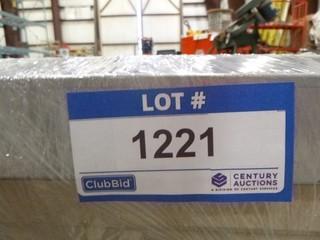 LOT #
1221
ClubBid
CENTURY
AUCTIONS
A DIVISION OF CENTURY SERVICES